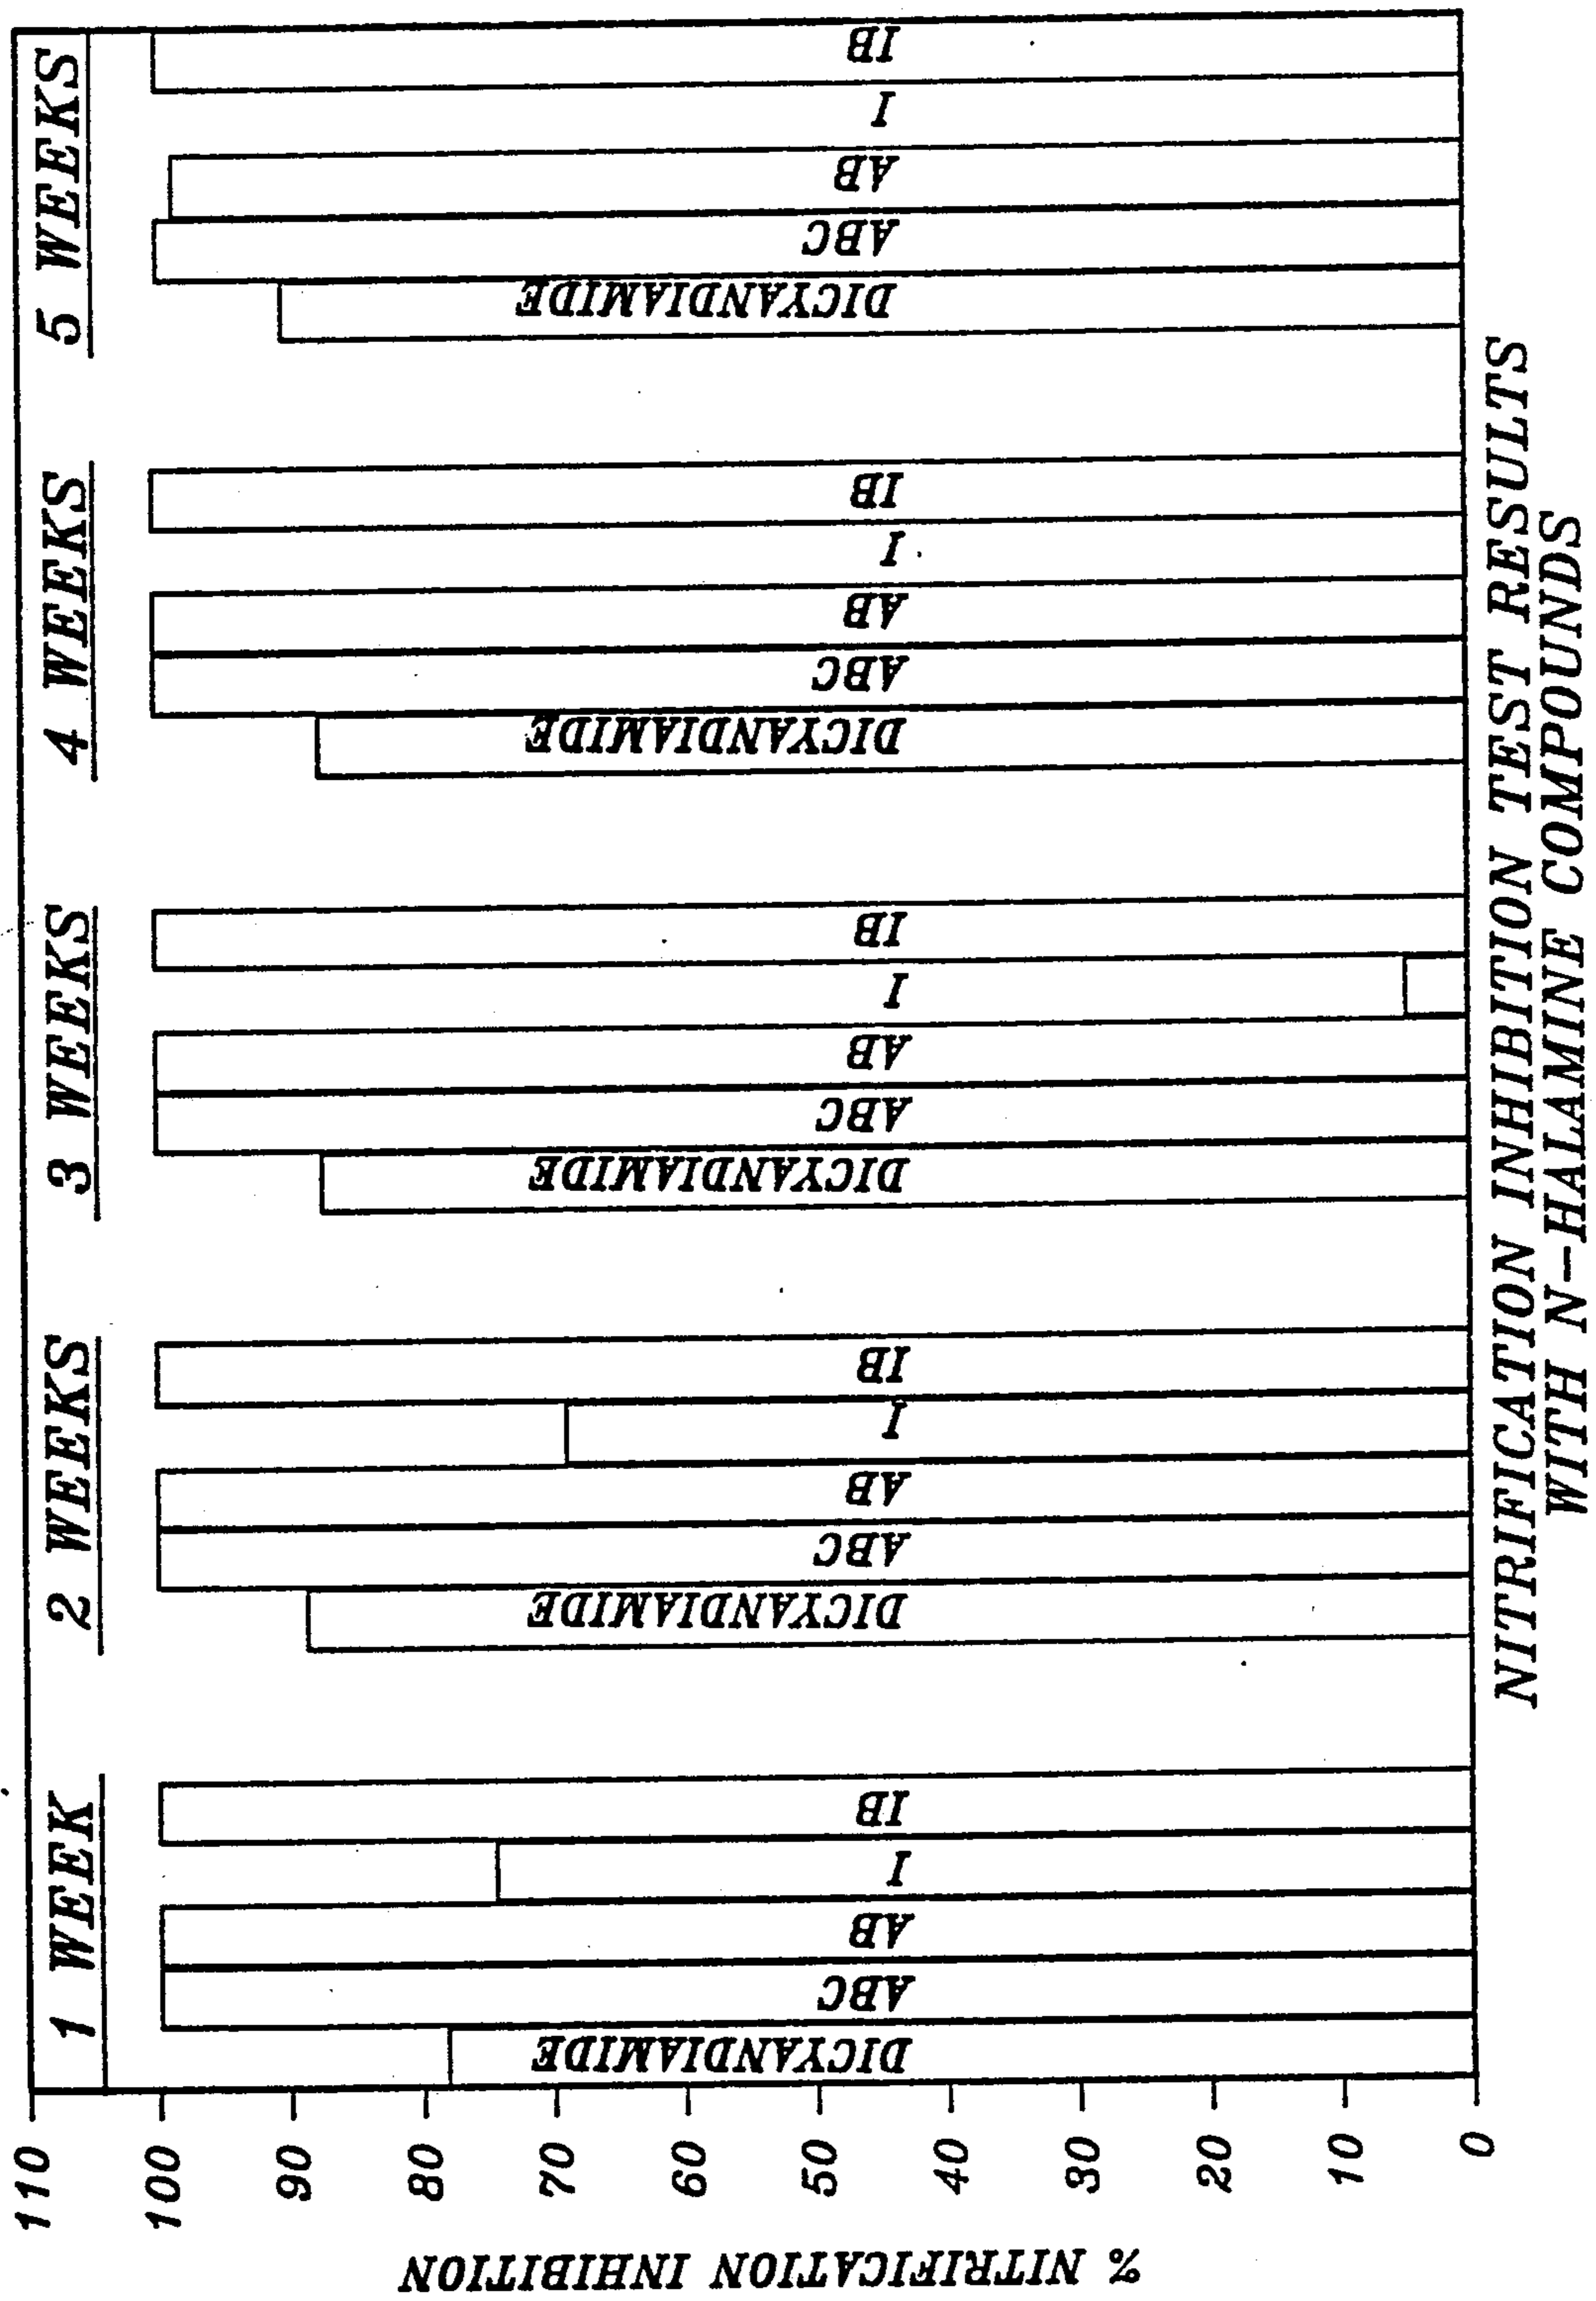 1 WEEK
2 WEEKS
3 WEEKS
4 WEEKS
5 WEEKS
% NITRIFICATION INHIBITION
110
100
90
80
70
60
50
40
30
20
10
0
DICYANDIAMIDE
ABC
AB
I
IB
DICYANDIAMIDE
ABC
AB
I
IB
DICYANDIAMIDE
ABC
AB
I
IB
DICYANDIAMIDE
ABC
AB
I
IB
DICYANDIAMIDE
ABC
AB
I
IB
NITRIFICATION INHIBITION TEST RESULTS
WITH N-HALAMINE COMPOUNDS